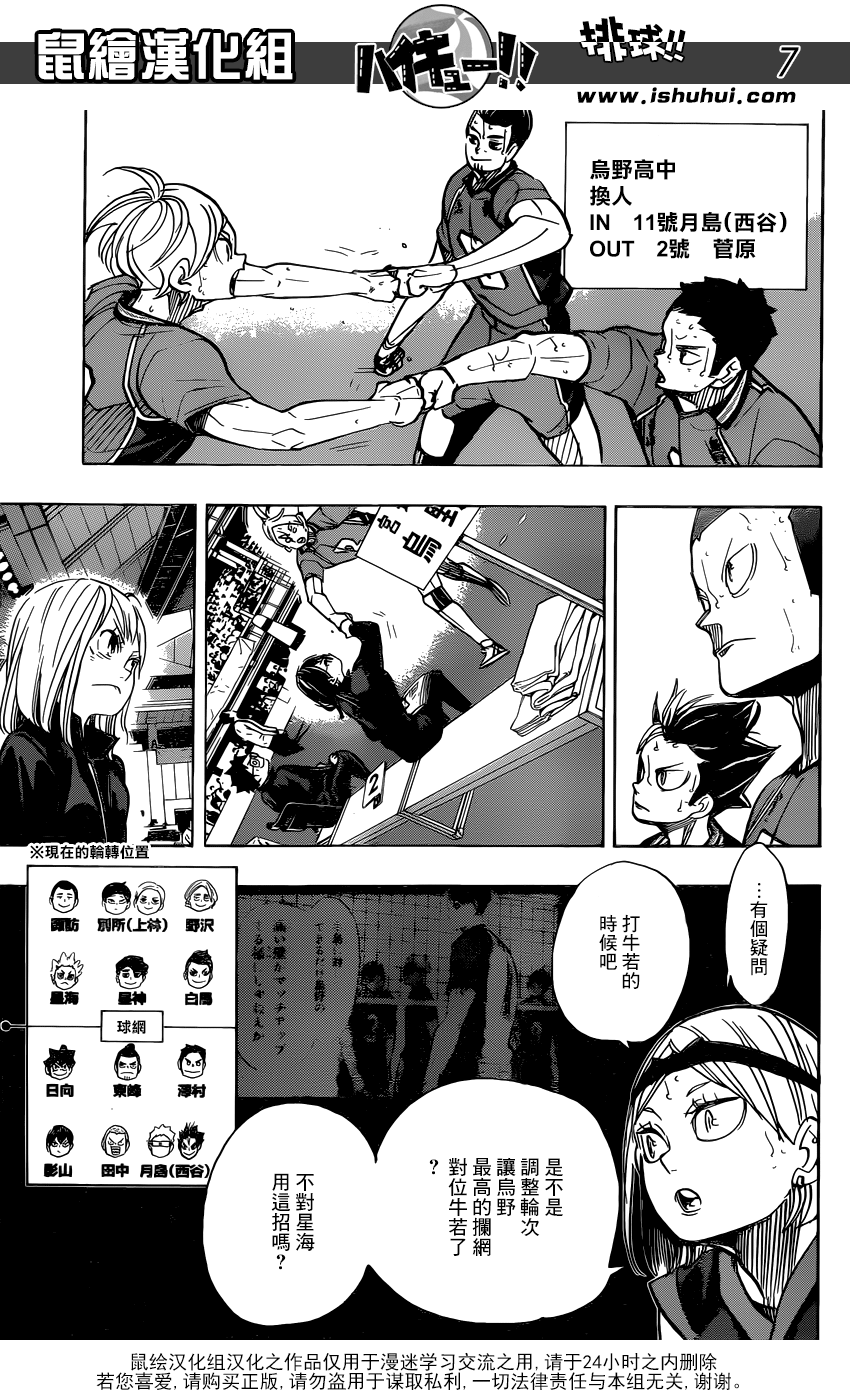 鼠繪漢化組
ハイキュー!!
排球!!
7
www.ishuhui.com
烏野高中
換人
IN 11號月島(西谷)
OUT 2號 菅原
2
※現在的輪轉位置
諏訪 別所(上林) 野沢
星海 星神 白馬
球網
日向 東峰 澤村
影山 田中 月島(西谷)
…有個疑問
打牛若的
時候吧
是不是
調整輪次
讓烏野
最高的攔網
對位牛若了
?
不對星海
用這招嗎?
鼠绘汉化组汉化之作品仅用于漫迷学习交流之用, 请于24小时之内删除
若您喜爱, 请购买正版, 请勿用于谋取私利, 一切法律责任与本组无关, 谢谢。